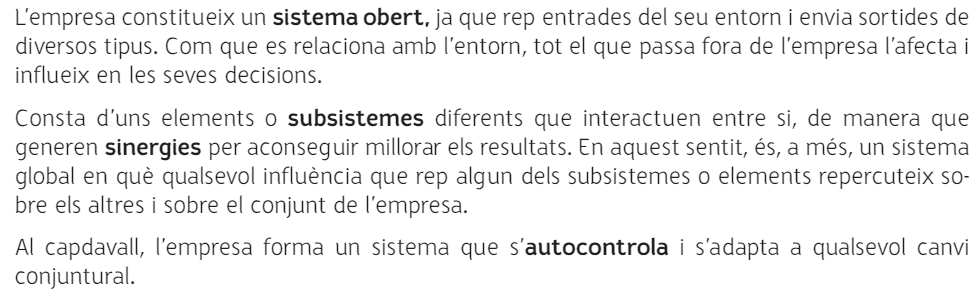 L'empresa constitueix un sistema obert, ja que rep entrades del seu entorn i envia sortides de
diversos tipus. Com que es relaciona amb l'entorn, tot el que passa fora de l'empresa l'afecta i
influeix en les seves decisions.
Consta d'uns elements o subsistemes diferents que interactuen entre si, de manera que
generen sinergies per aconseguir millorar els resultats. En aquest sentit, és, a més, un sistema
global en què qualsevol influència que rep algun dels subsistemes o elements repercuteix so-
bre els altres i sobre el conjunt de l'empresa.
Al capdavall, l'empresa forma un sistema que s'autocontrola i s'adapta a qualsevol canvi
conjuntural.